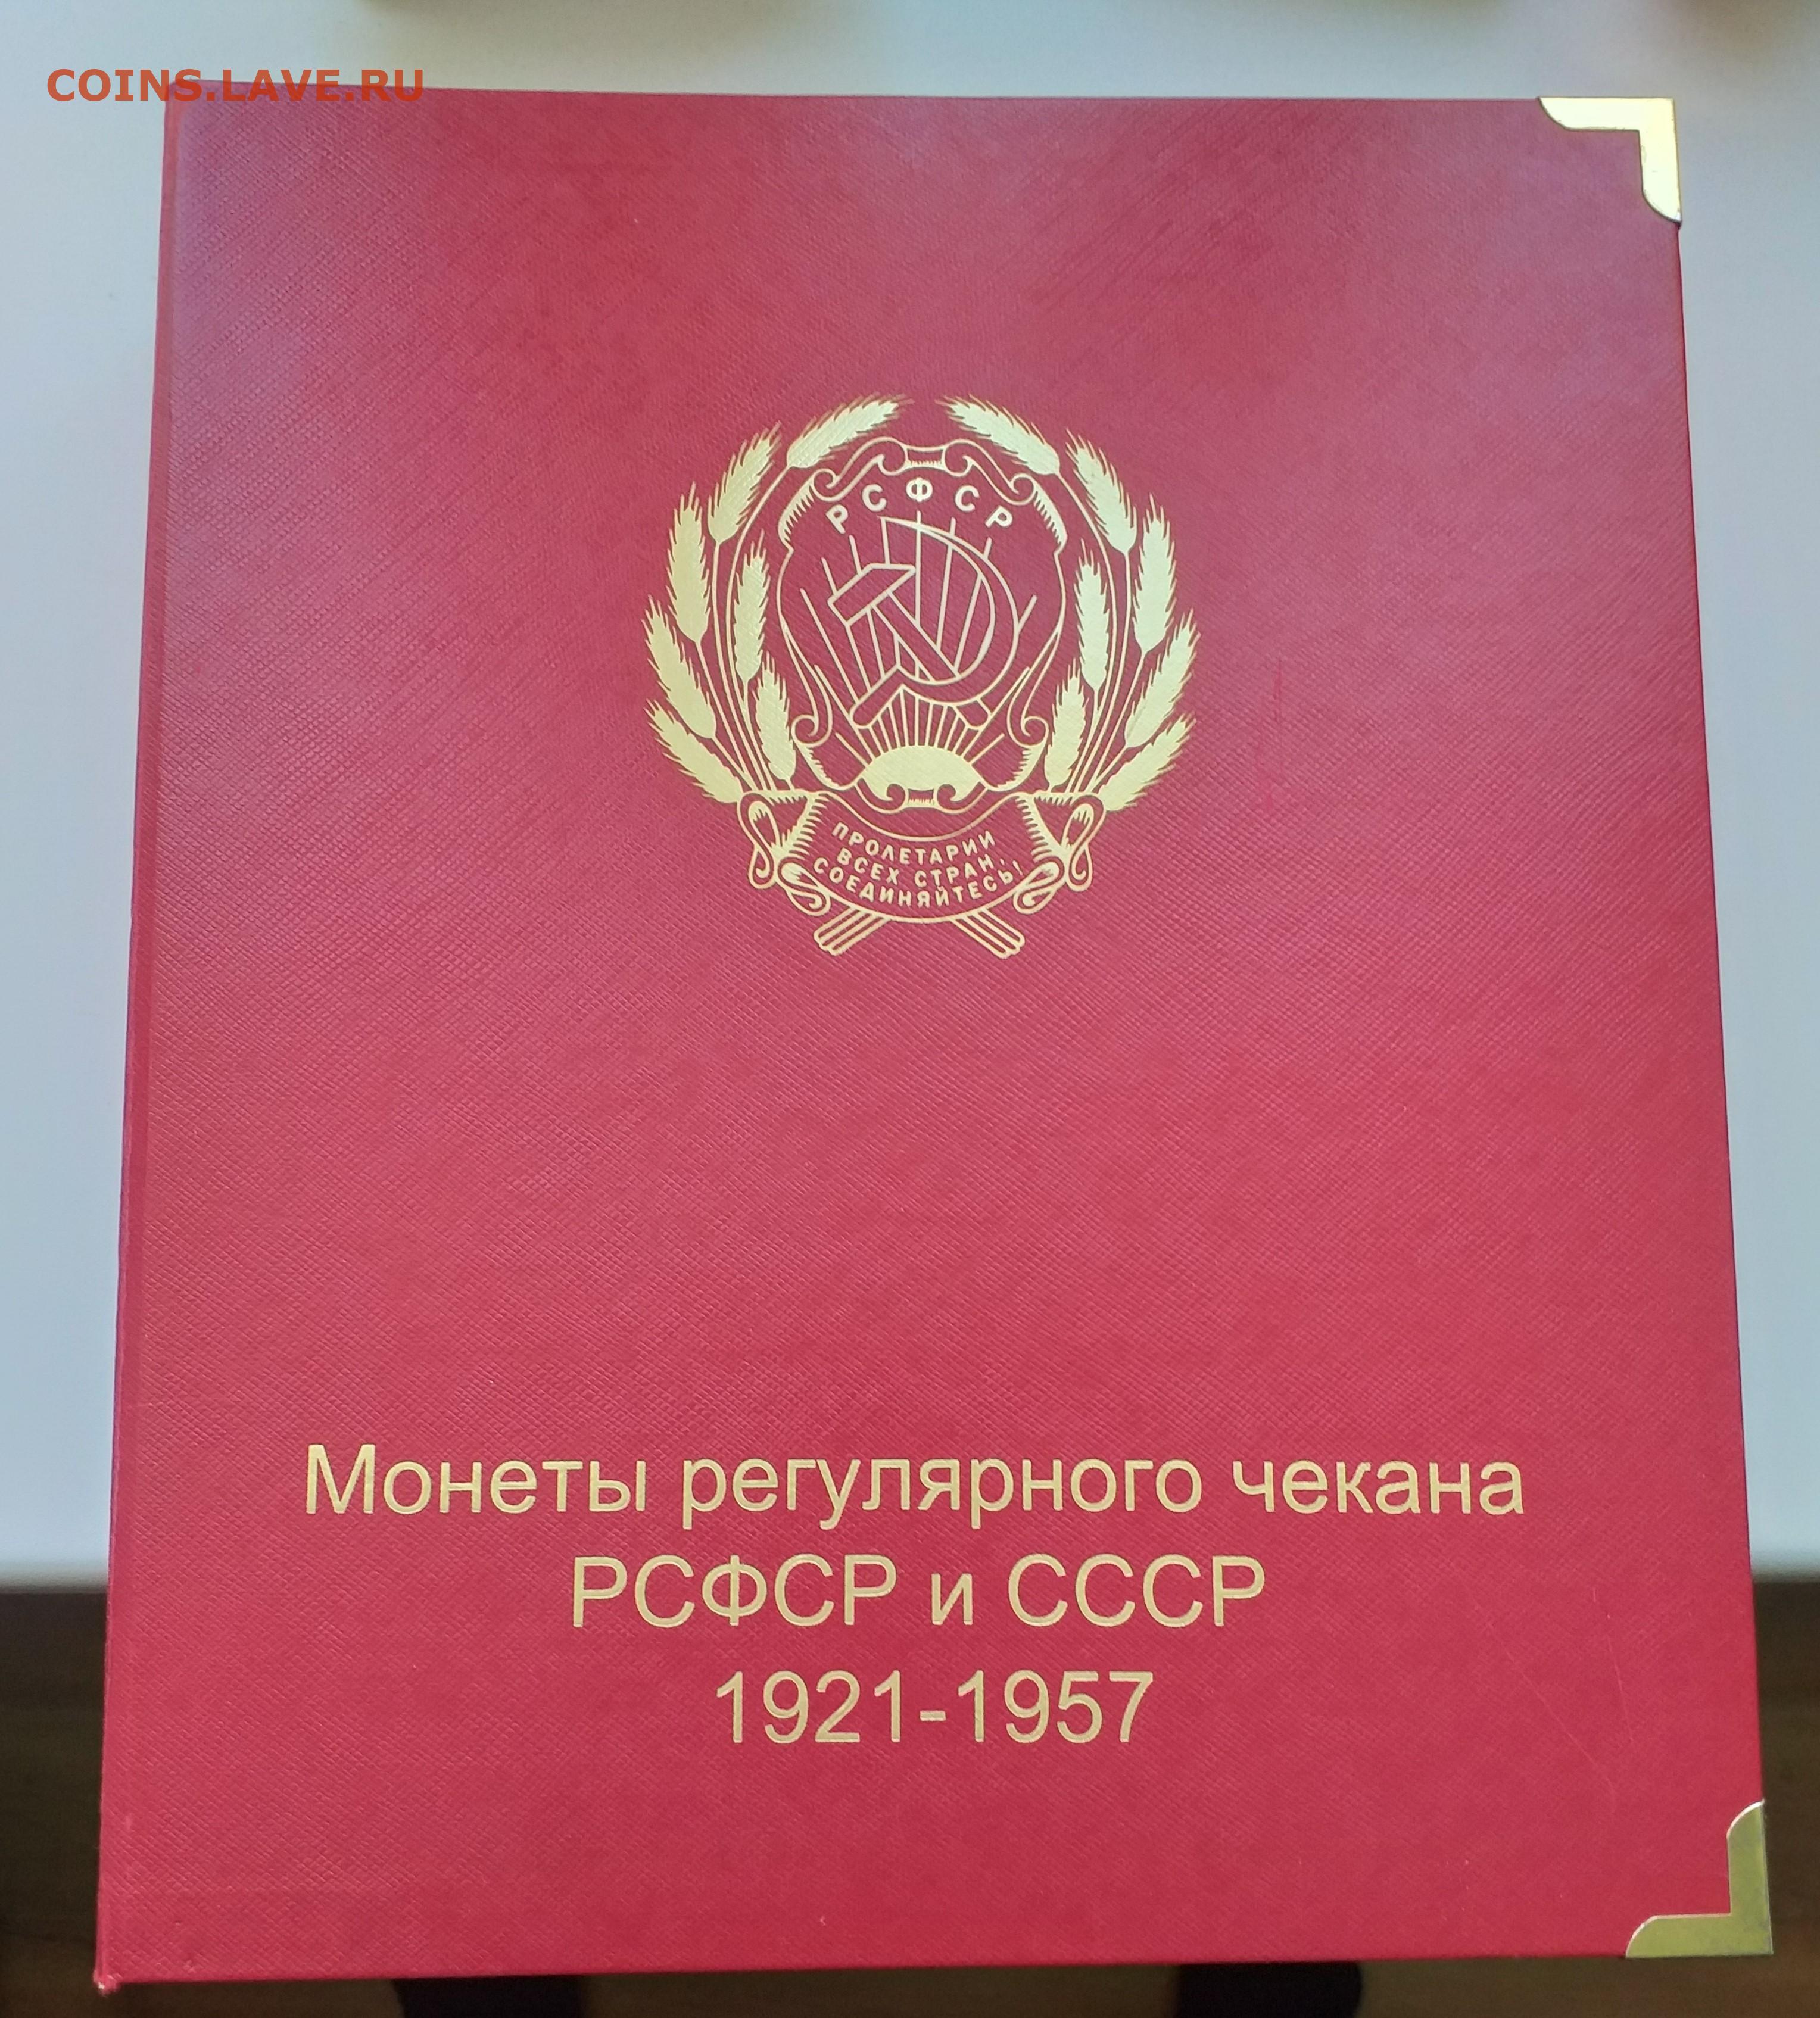 COINS.LAVE.RU
РСФСР
ПРОЛЕТАРИИ
ВСЕХ СТРАН,
СОЕДИНЯЙТЕСЬ!
Монеты регулярного чекана
РСФСР и СССР
1921-1957